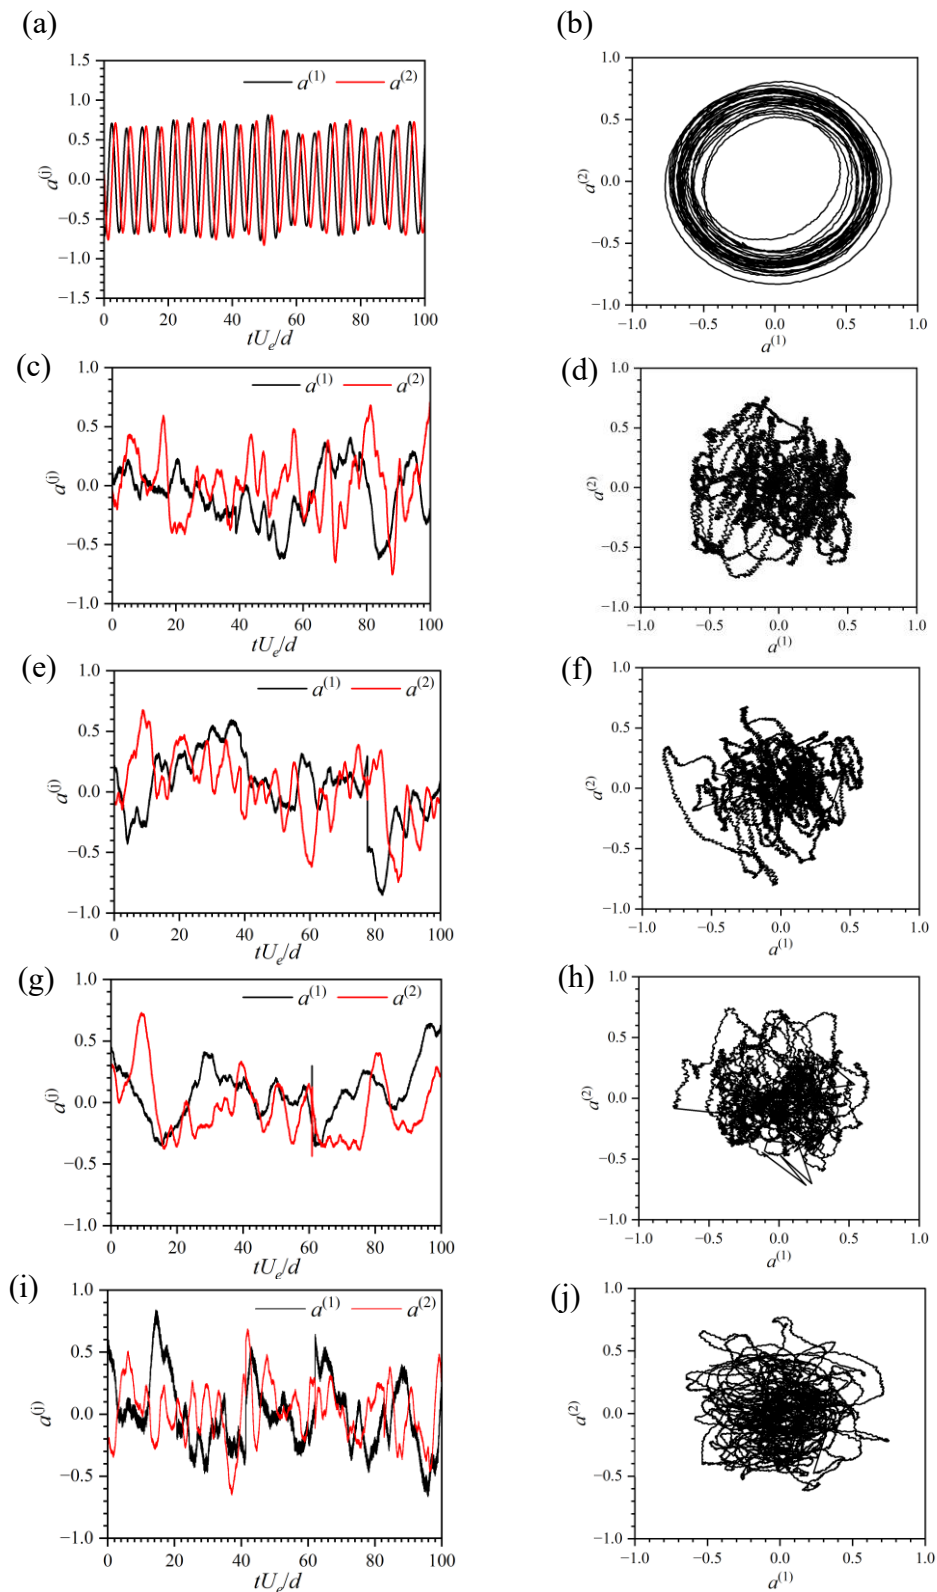 (a)
1.5
1.0
0.5
0.0
−0.5
−1.0
−1.5
a⁽ʲ⁾
a⁽¹⁾ a⁽²⁾
0 20 40 60 80 100
tUₑ/d
(b)
1.0
0.5
0.0
−0.5
−1.0
a⁽²⁾
−1.0 −0.5 0.0 0.5 1.0
a⁽¹⁾
(c)
1.0
0.5
0.0
−0.5
−1.0
a⁽ʲ⁾
a⁽¹⁾ a⁽²⁾
0 20 40 60 80 100
tUₑ/d
(d)
1.0
0.5
0.0
−0.5
−1.0
a⁽²⁾
−1.0 −0.5 0.0 0.5 1.0
a⁽¹⁾
(e)
1.0
0.5
0.0
−0.5
−1.0
a⁽ʲ⁾
a⁽¹⁾ a⁽²⁾
0 20 40 60 80 100
tUₑ/d
(f)
1.0
0.5
0.0
−0.5
−1.0
a⁽²⁾
−1.0 −0.5 0.0 0.5 1.0
a⁽¹⁾
(g)
1.0
0.5
0.0
−0.5
−1.0
a⁽ʲ⁾
a⁽¹⁾ a⁽²⁾
0 20 40 60 80 100
tUₑ/d
(h)
1.0
0.5
0.0
−0.5
−1.0
a⁽²⁾
−1.0 −0.5 0.0 0.5 1.0
a⁽¹⁾
(i)
1.0
0.5
0.0
−0.5
−1.0
a⁽ʲ⁾
a⁽¹⁾ a⁽²⁾
0 20 40 60 80 100
tUₑ/d
(j)
1.0
0.5
0.0
−0.5
−1.0
a⁽²⁾
−1.0 −0.5 0.0 0.5 1.0
a⁽¹⁾